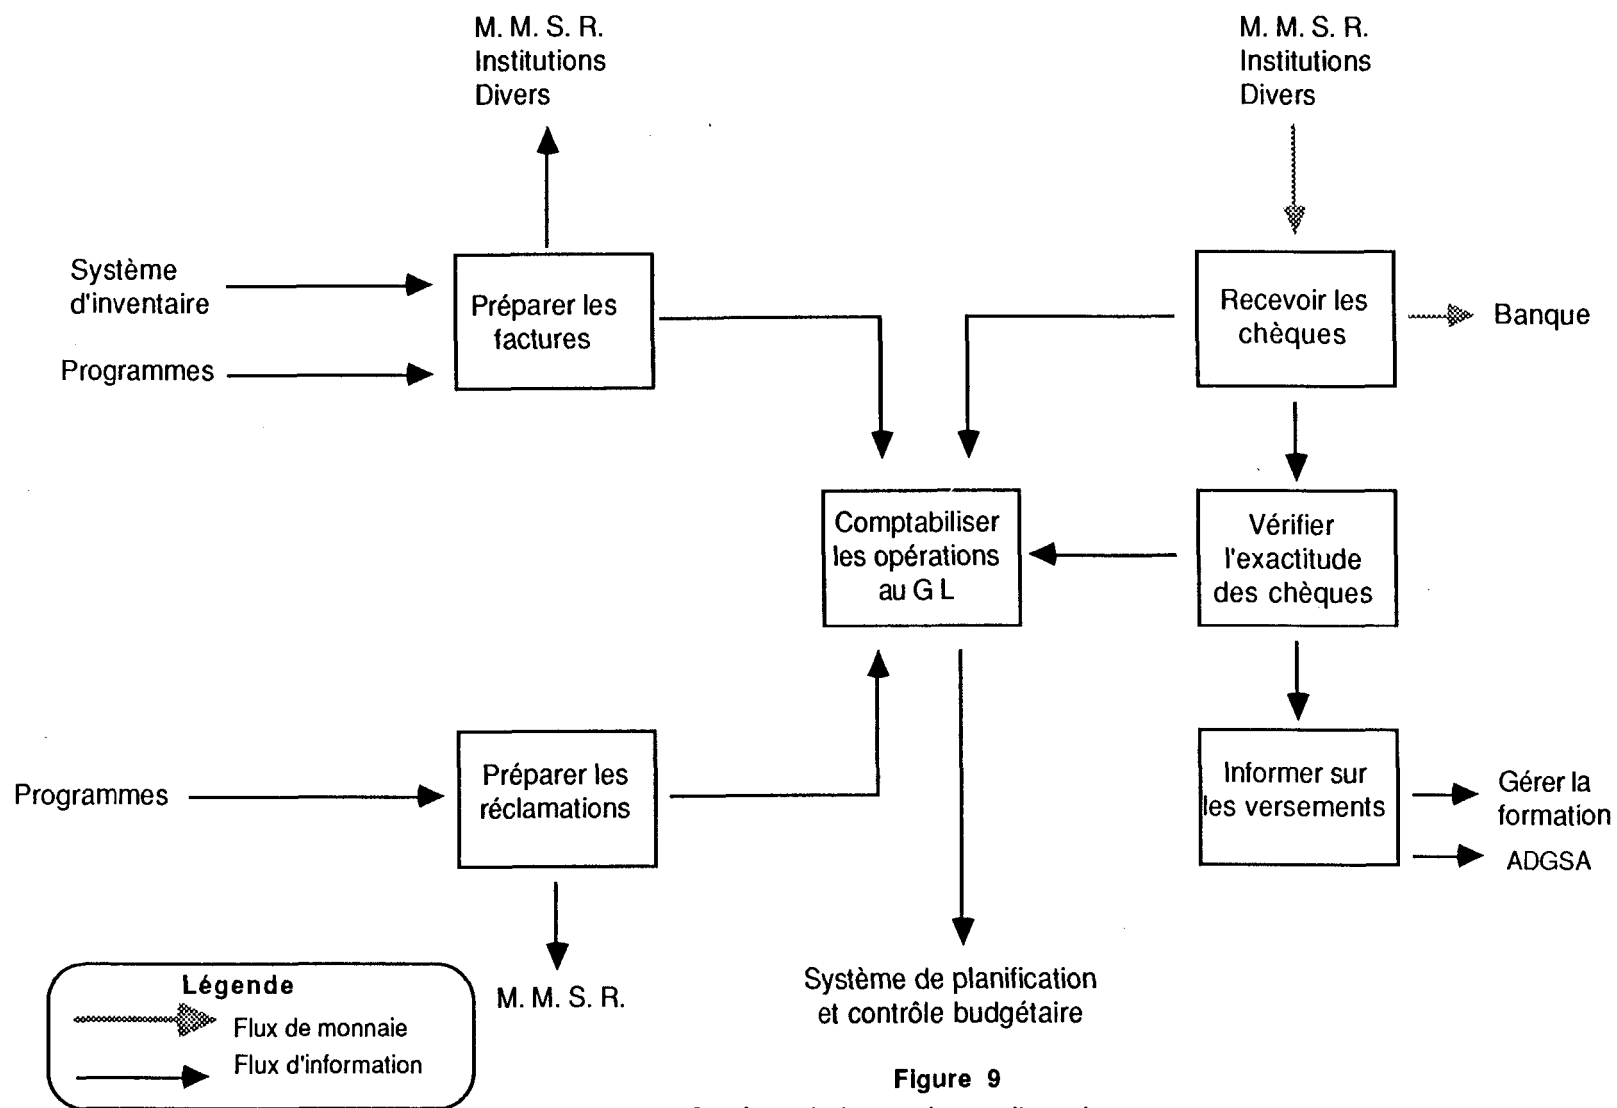 M. M. S. R.
Institutions
Divers
M. M. S. R.
Institutions
Divers
Système
d'inventaire
Programmes
Préparer les
factures
Recevoir les
chèques
Banque
Comptabiliser
les opérations
au G L
Vérifier
l'exactitude
des chèques
Programmes
Préparer les
réclamations
Informer sur
les versements
Gérer la
formation
ADGSA
M. M. S. R.
Système de planification
et contrôle budgétaire
Légende
Flux de monnaie
Flux d'information
Figure 9